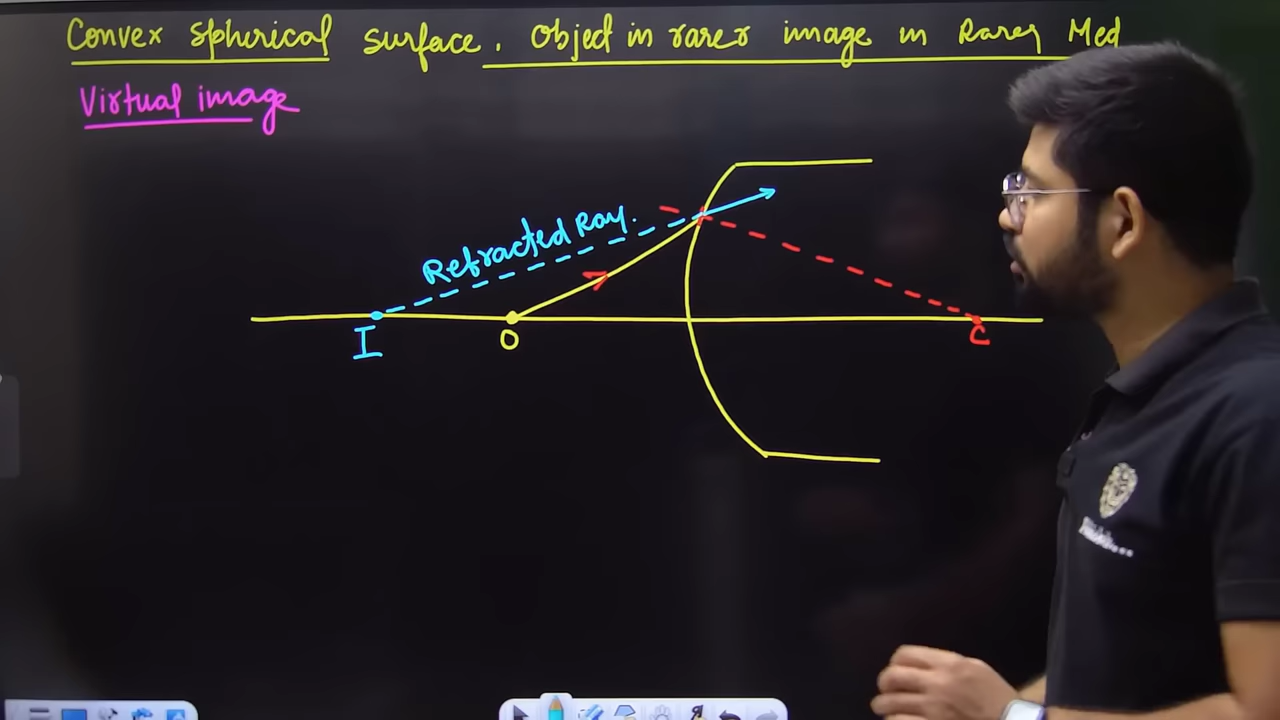 Convex Spherical surface. Object in rarer image in Rarer Med
Virtual image
Refracted Ray.
I
O
C